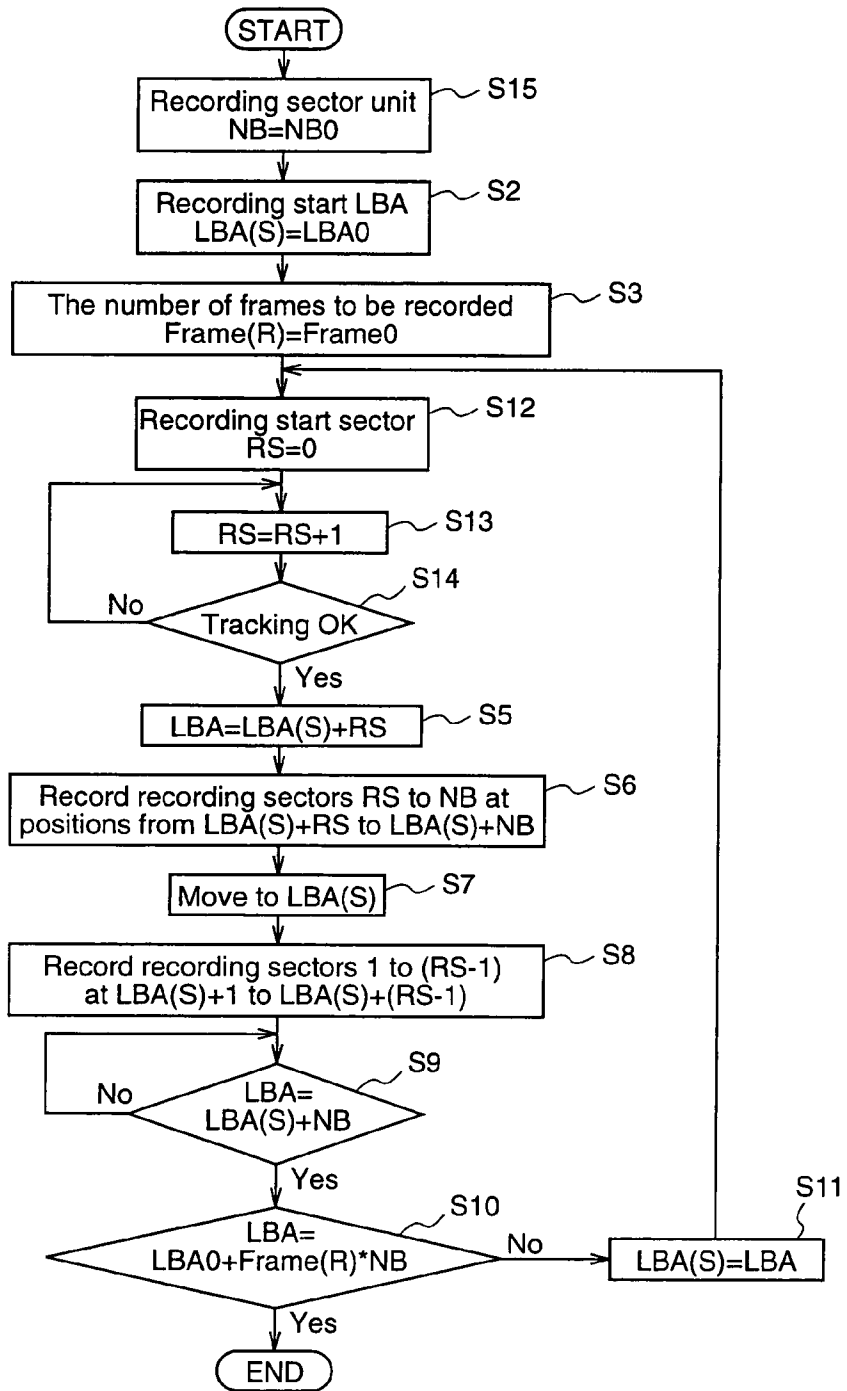 START
Recording sector unit
NB=NB0
S15
Recording start LBA
LBA(S)=LBA0
S2
The number of frames to be recorded
Frame(R)=Frame0
S3
Recording start sector
RS=0
S12
RS=RS+1
S13
Tracking OK
S14
No
Yes
LBA=LBA(S)+RS
S5
Record recording sectors RS to NB at
positions from LBA(S)+RS to LBA(S)+NB
S6
Move to LBA(S)
S7
Record recording sectors 1 to (RS-1)
at LBA(S)+1 to LBA(S)+(RS-1)
S8
LBA=
LBA(S)+NB
S9
No
Yes
LBA=
LBA0+Frame(R)*NB
S10
No
LBA(S)=LBA
S11
Yes
END